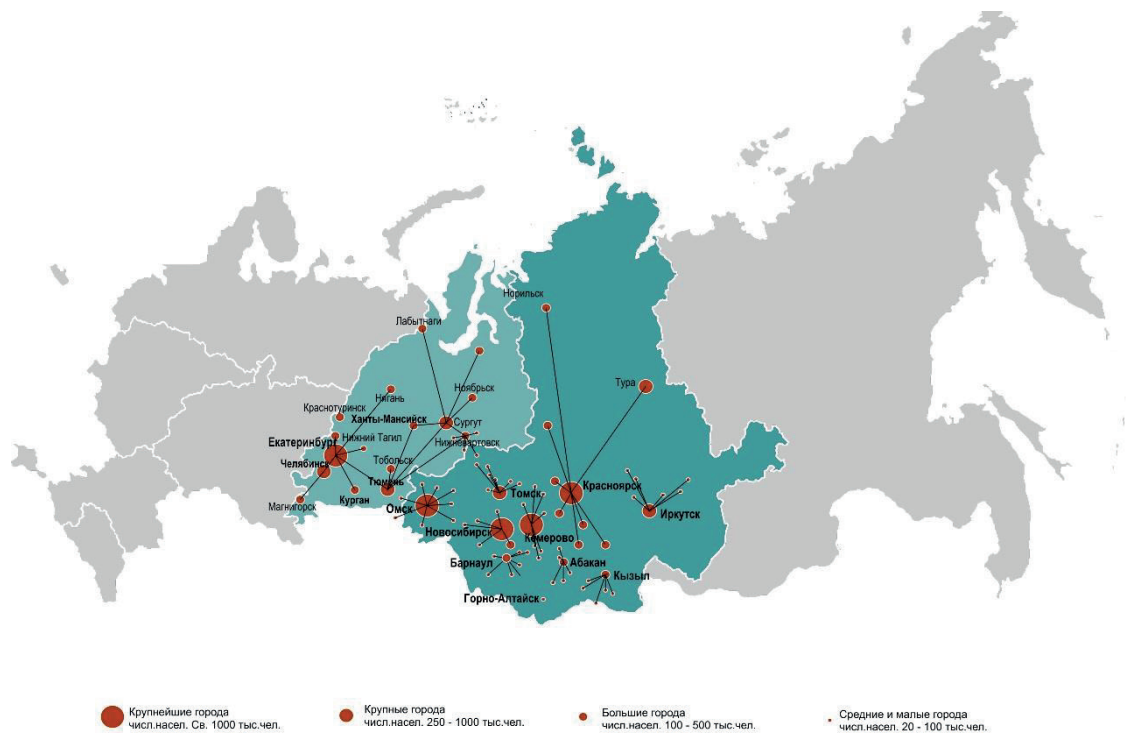 Норильск
Лабытнаги
Тура
Ноябрьск
Нягань
Краснотуринск
Ханты-Мансийск
Сургут
Екатеринбург
Нижний Тагил
Нижневартовск
Челябинск
Тобольск
Тюмень
Магнигорск
Курган
Омск
Томск
Красноярск
Иркутск
Новосибирск
Кемерово
Барнаул
Абакан
Кызыл
Горно-Алтайск
Крупнейшие города
числ.насел. Св. 1000 тыс.чел.
Крупные города
числ.насел. 250 - 1000 тыс.чел.
Большие города
числ.насел. 100 - 500 тыс.чел.
Средние и малые города
числ.насел. 20 - 100 тыс.чел.